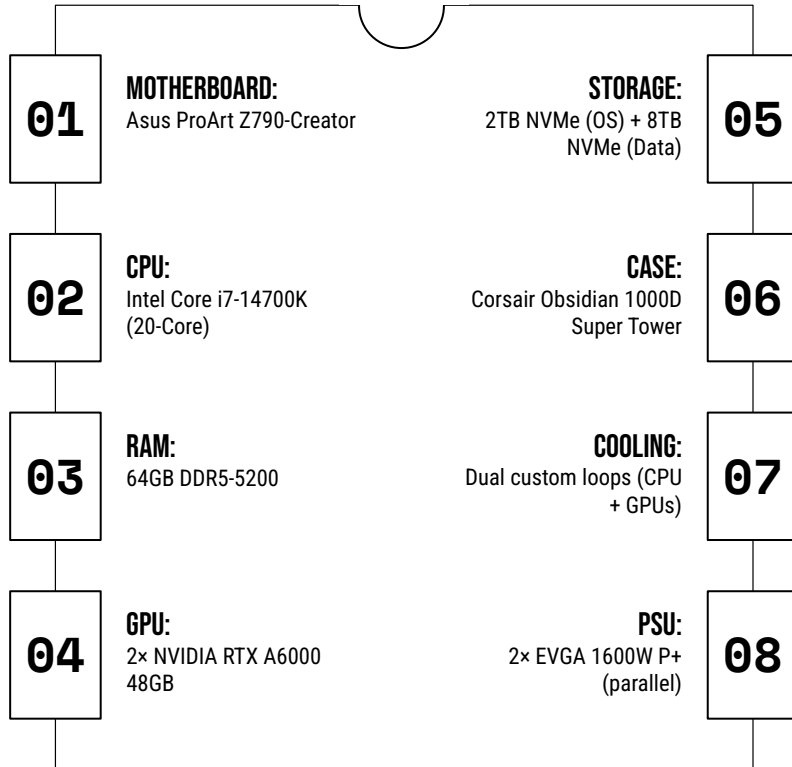 01
MOTHERBOARD:
Asus ProArt Z790-Creator
02
CPU:
Intel Core i7-14700K
(20-Core)
03
RAM:
64GB DDR5-5200
04
GPU:
2× NVIDIA RTX A6000
48GB
STORAGE:
2TB NVMe (OS) + 8TB
NVMe (Data)
05
CASE:
Corsair Obsidian 1000D
Super Tower
06
COOLING:
Dual custom loops (CPU
+ GPUs)
07
PSU:
2× EVGA 1600W P+
(parallel)
08